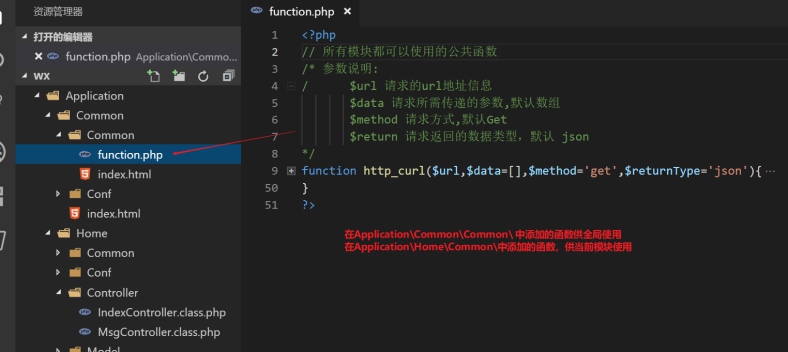 资源管理器
打开的编辑器
function.php Application\Commo...
WX
Application
Common
Common
function.php
index.html
Conf
index.html
Home
Common
Conf
Controller
IndexController.class.php
MsgController.class.php
Model
function.php
1 <?php
2 // 所有模块都可以使用的公共函数
3 /* 参数说明:
4 / $url 请求的url地址信息
5 $data 请求所需传递的参数,默认数组
6 $method 请求方式,默认Get
7 $return 请求返回的数据类型，默认 json
8 */
9 function http_curl($url,$data=[],$method='get',$returnType='json'){ ...
50 }
51 ?>
在Application\Common\Common\ 中添加的函数供全局使用
在Application\Home\Common\中添加的函数，供当前模块使用